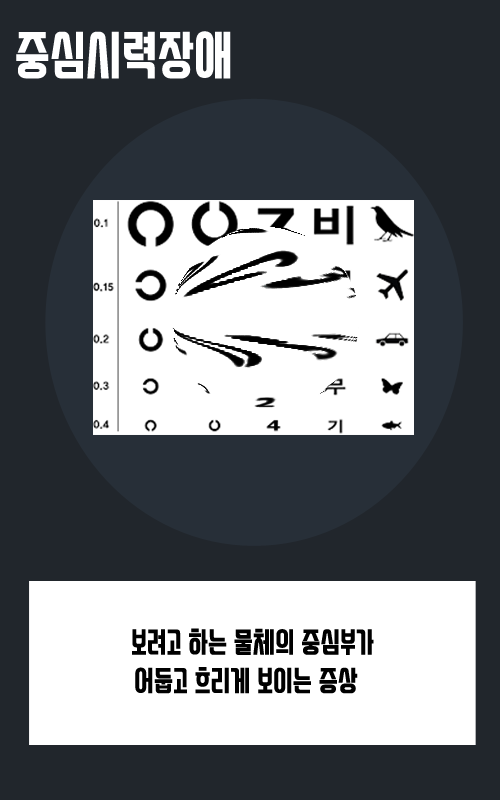 중심시력장애
0.1 비
0.15
0.2
0.3
2
0.4 4 기
보려고 하는 물체의 중심부가
어둡고 흐리게 보이는 증상